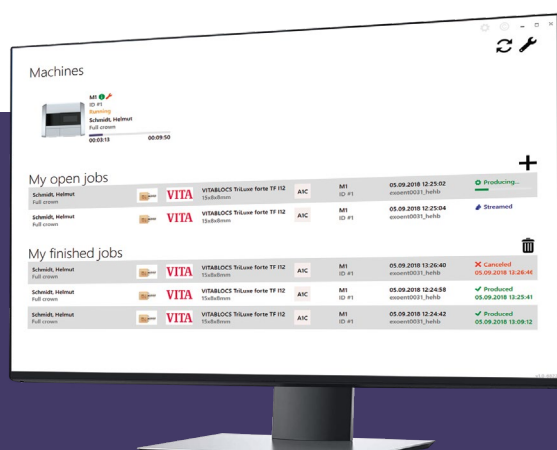 Machines
M1
ID #1
Running
Schmidt, Helmut
Full crown
00:03:13 00:09:50
My open jobs
Schmidt, Helmut VITA VITABLOCS TriLuxe forte TF I12 A1C M1 05.09.2018 12:25:02 Producing...
Full crown 15x8x8mm ID #1 exoent0031_hehb
Schmidt, Helmut VITA VITABLOCS TriLuxe forte TF I12 A1C M1 05.09.2018 12:25:04 Streamed
Full crown 15x8x8mm ID #1 exoent0031_hehb
My finished jobs
Schmidt, Helmut VITA VITABLOCS TriLuxe forte TF I12 A1C M1 05.09.2018 12:26:40 Canceled
Full crown 15x8x8mm ID #1 exoent0031_hehb 05.09.2018 12:26:46
Schmidt, Helmut VITA VITABLOCS TriLuxe forte TF I12 A1C M1 05.09.2018 12:24:58 Produced
Full crown 15x8x8mm ID #1 exoent0031_hehb 05.09.2018 12:25:41
Schmidt, Helmut VITA VITABLOCS TriLuxe forte TF I12 A1C M1 05.09.2018 12:24:42 Produced
Full crown 15x8x8mm ID #1 exoent0031_hehb 05.09.2018 13:09:12